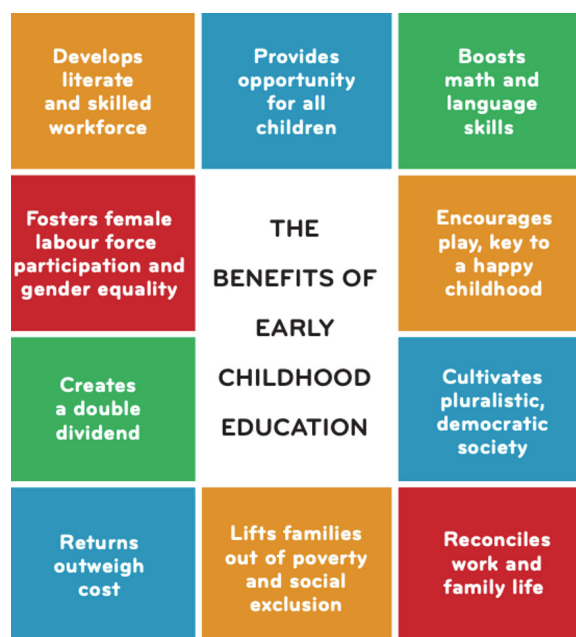 Develops
literate
and skilled
workforce
Provides
opportunity
for all
children
Boosts
math and
language
skills
Fosters female
labour force
participation and
gender equality
THE
BENEFITS OF
EARLY
CHILDHOOD
EDUCATION
Encourages
play, key to
a happy
childhood
Creates
a double
dividend
Cultivates
pluralistic,
democratic
society
Returns
outweigh
cost
Lifts families
out of poverty
and social
exclusion
Reconciles
work and
family life